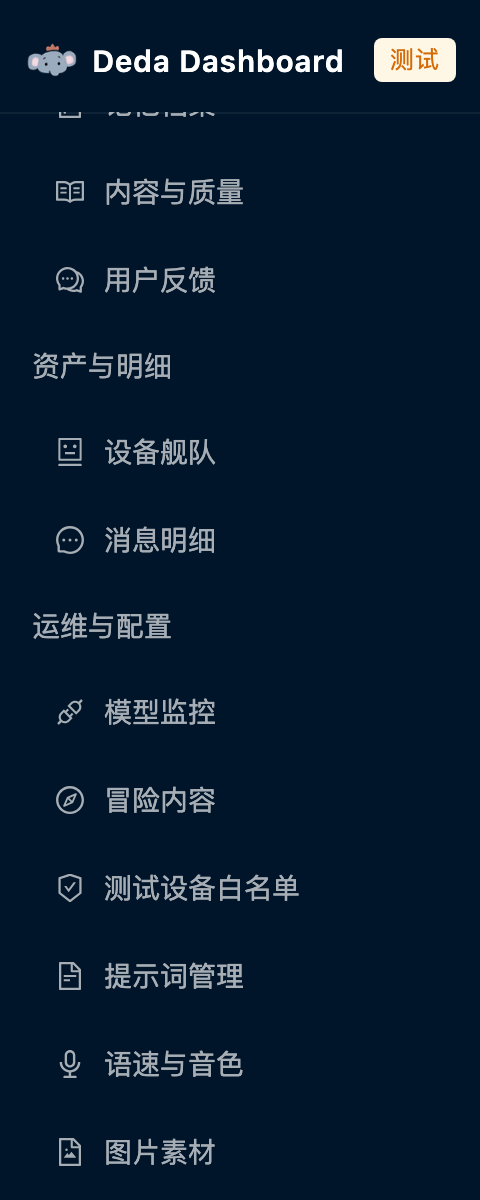 Deda Dashboard
测试
内容与质量
用户反馈
资产与明细
设备舰队
消息明细
运维与配置
模型监控
冒险内容
测试设备白名单
提示词管理
语速与音色
图片素材